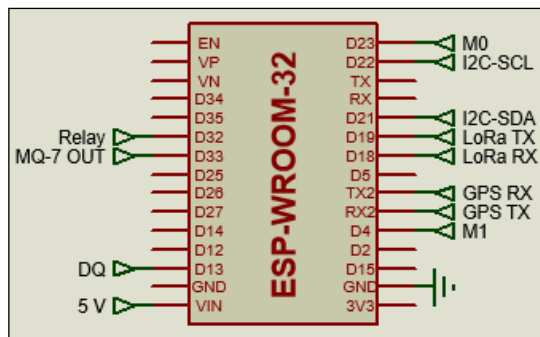 EN D23 M0
VP D22 I2C-SCL
VN TX
D34 RX
D35 D21 I2C-SDA
Relay D32 D19 LoRa TX
MQ-7 OUT D33 D18 LoRa RX
D25 D5
D26 TX2 GPS RX
D27 RX2 GPS TX
D14 D4 M1
D12 D2
DQ D13 D15
GND GND
5 V VIN 3V3
ESP-WROOM-32